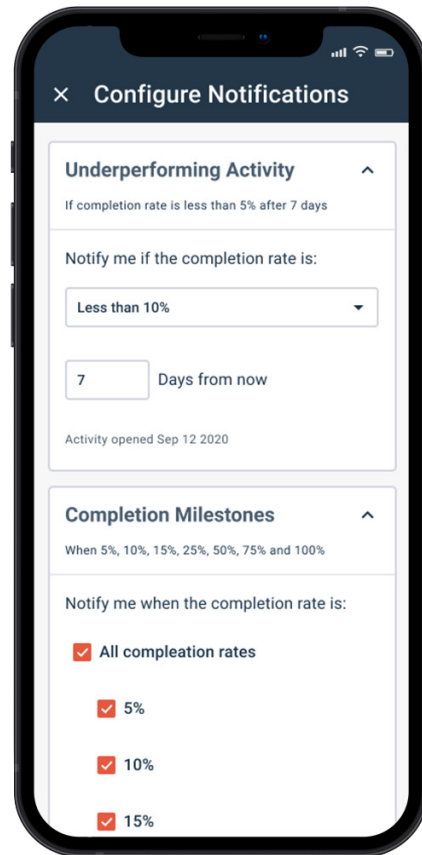 Configure Notifications
Underperforming Activity
If completion rate is less than 5% after 7 days
Notify me if the completion rate is:
Less than 10%
7 Days from now
Activity opened Sep 12 2020
Completion Milestones
When 5%, 10%, 15%, 25%, 50%, 75% and 100%
Notify me when the completion rate is:
All compleation rates
5%
10%
15%